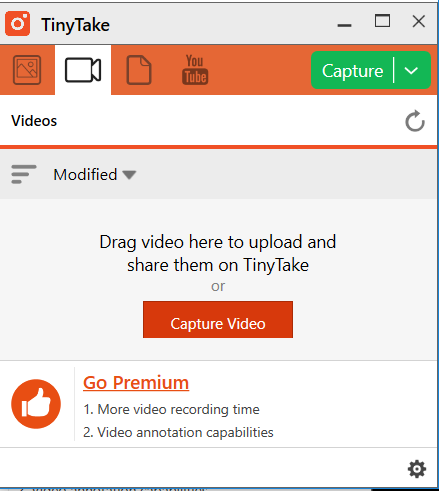 TinyTake
You
Tube
Capture
Videos
Modified
Drag video here to upload and
share them on TinyTake
or
Capture Video
Go Premium
1. More video recording time
2. Video annotation capabilities